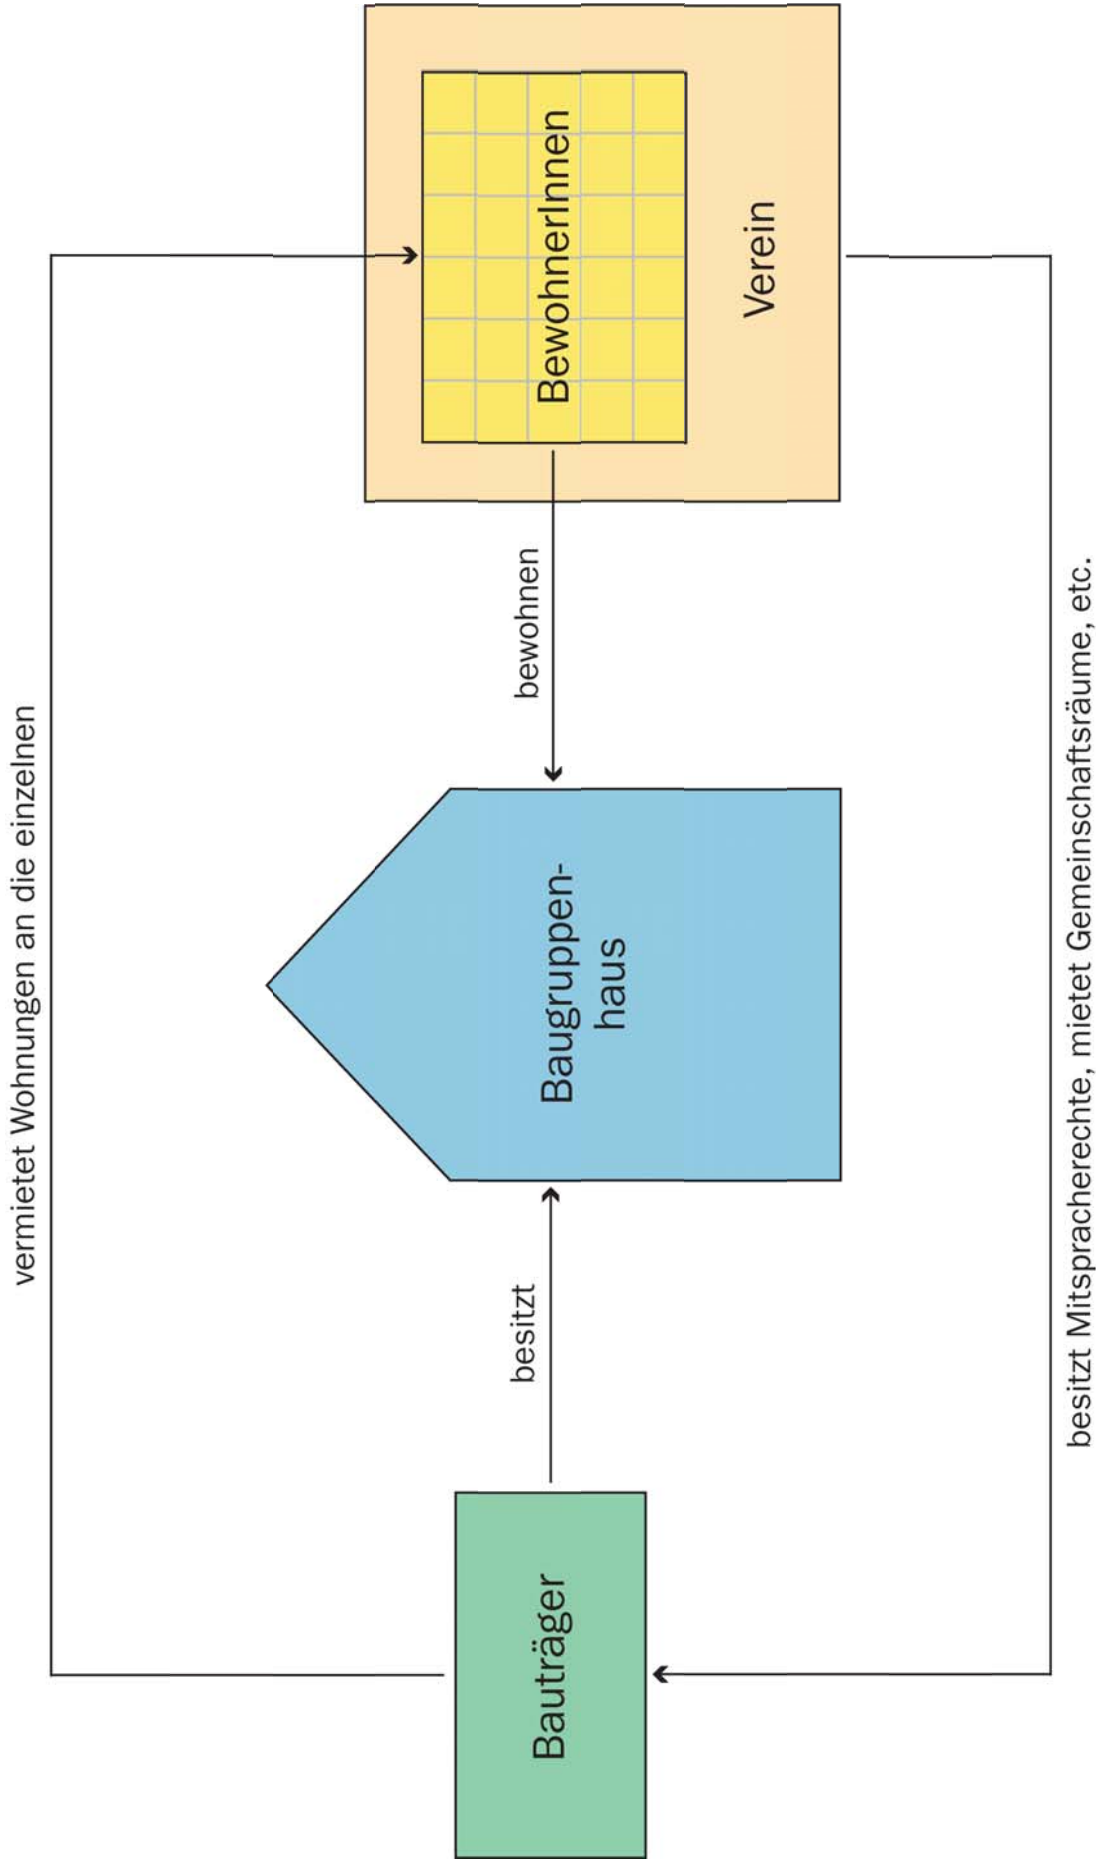 vermietet Wohnungen an die einzelnen
Bauträger
besitzt
Baugruppen-
haus
bewohnen
BewohnerInnen
Verein
besitzt Mitspracherechte, mietet Gemeinschaftsräume, etc.